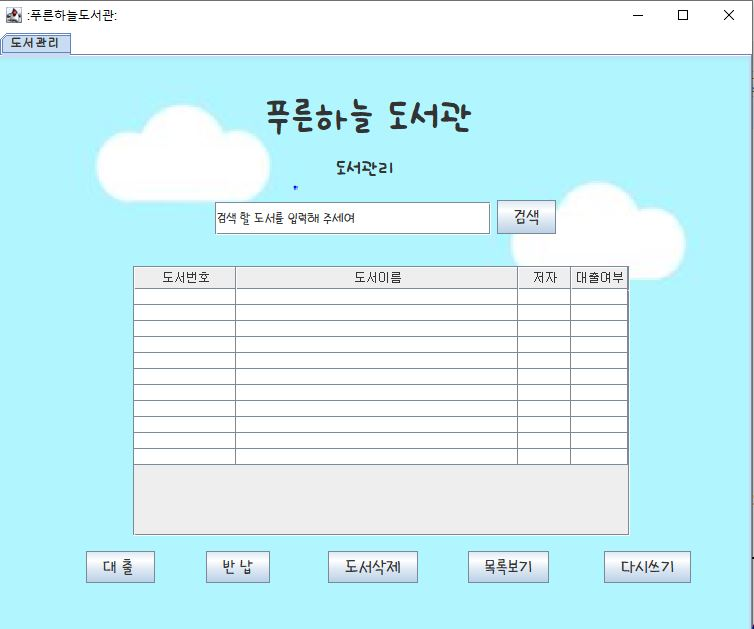 :푸른하늘도서관:
도서관리
푸른하늘 도서관
도서관리
검색 할 도서를 입력해 주세여
검색
도서번호 도서이름 저자 대출여부
대 출 반 납 도서삭제 목록보기 다시쓰기